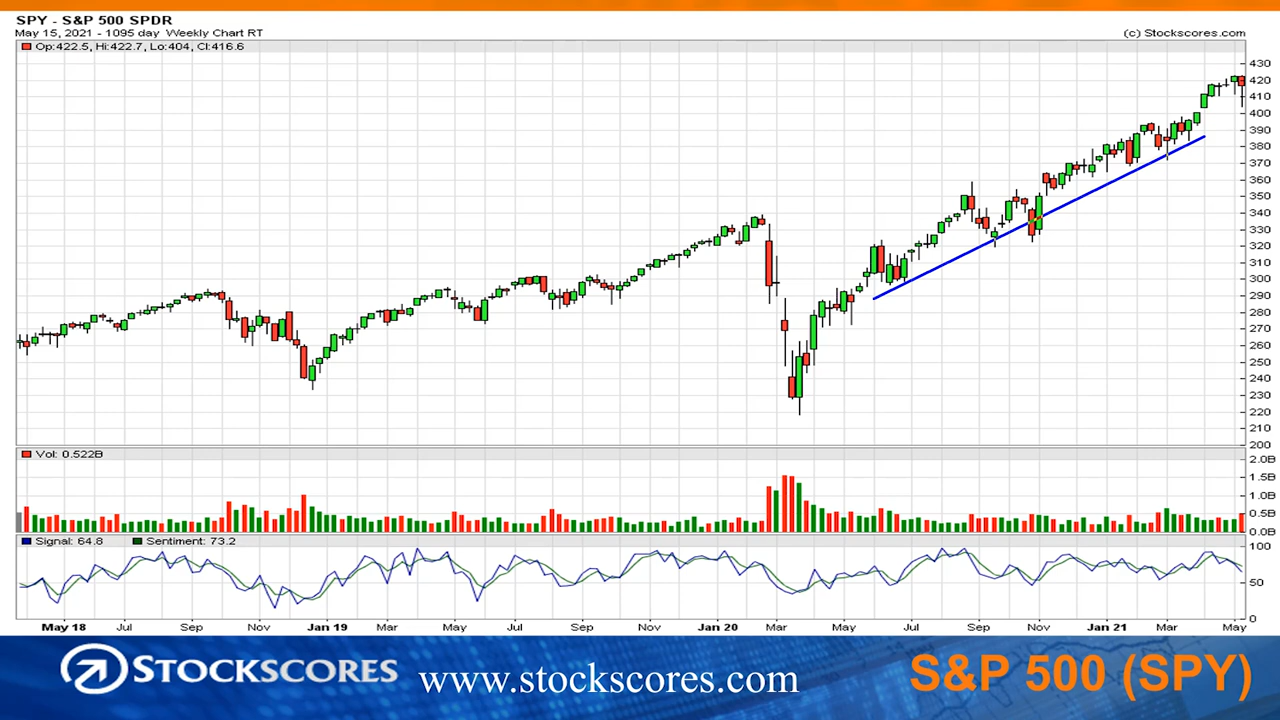 SPY - S&P 500 SPDR
May 15, 2021 - 1095 day Weekly Chart RT
(c) Stockscores.com
Op:422.5, Hi:422.7, Lo:404, Cl:416.6
430
420
410
400
390
380
370
360
350
340
330
320
310
300
290
280
270
260
250
240
230
220
210
200
Vol: 0.522B
2.0B
1.5B
1.0B
0.5B
0.0B
Signal: 64.8 Sentiment: 73.2
100
50
0
May 18 Jul Sep Nov Jan 19 Mar May Jul Sep Nov Jan 20 Mar May Jul Sep Nov Jan 21 Mar May
STOCKSCORES www.stockscores.com S&P 500 (SPY)